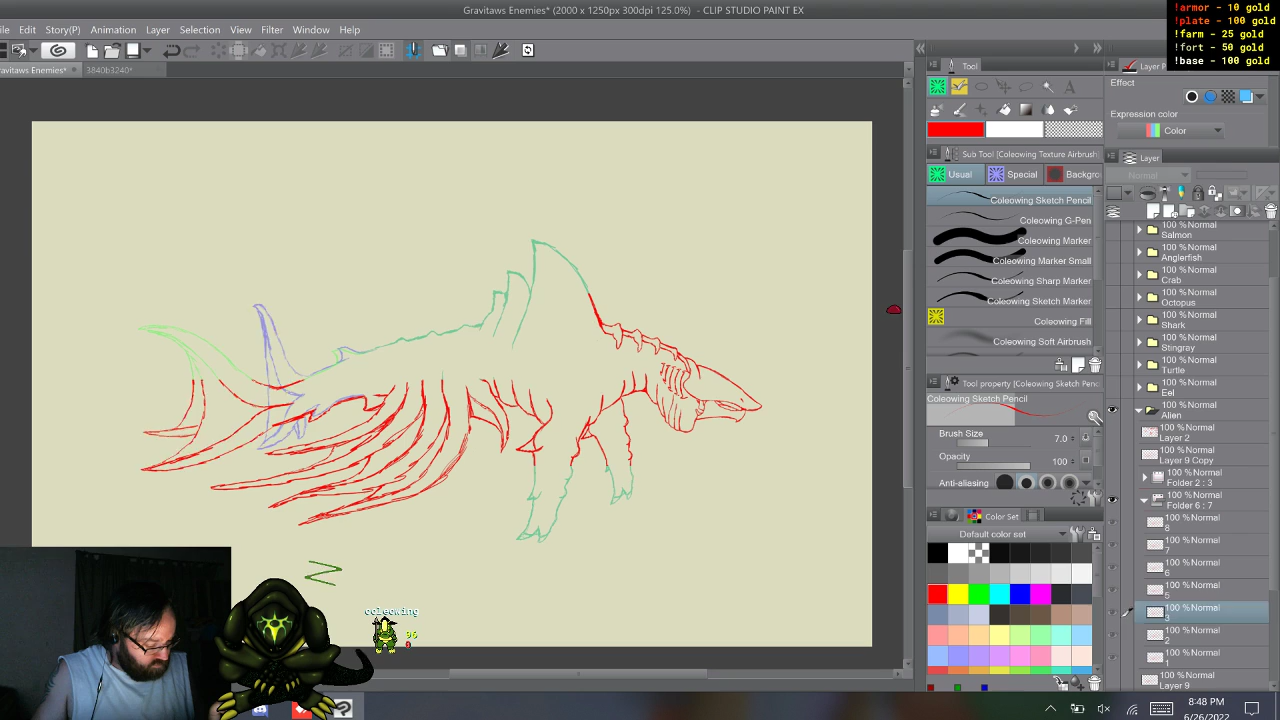 Gravitaws Enemies* (2000 x 1250px 300dpi 125.0%) - CLIP STUDIO PAINT EX
!armor - 10 gold
!plate - 100 gold
!farm - 25 gold
!fort - 50 gold
!base - 100 gold
ile Edit Story(P) Animation Layer Selection View Filter Window Help
Gravitaws Enemies* 3840b3240*
Tool
Layer P
Effect
Expression color
Color
Sub Tool [Coleowing Texture Airbrush]
Usual Special Backgrc
Coleowing Sketch Pencil
Coleowing G-Pen
Coleowing Marker
Coleowing Marker Small
Coleowing Sharp Marker
Coleowing Sketch Marker
Coleowing Fill
Coleowing Soft Airbrush
Tool property [Coleowing Sketch Penc
Coleowing Sketch Pencil
Brush Size 7.0
Opacity 100
Anti-aliasing
Color Set
Default color set
Layer
Normal
100 %Normal
Salmon
100 %Normal
Anglerfish
100 %Normal
Crab
100 %Normal
Octopus
100 %Normal
Shark
100 %Normal
Stingray
100 %Normal
Turtle
100 %Normal
Eel
100 %Normal
Alien
100 %Normal
Layer 2
100 %Normal
Layer 9 Copy
100 %Normal
Folder 2 : 3
100 %Normal
Folder 6 : 7
100 %Normal
8
100 %Normal
7
100 %Normal
6
100 %Normal
5
100 %Normal
3
100 %Normal
2
100 %Normal
1
100 %Normal
Layer 9
coleowing
8:48 PM
6/26/2022